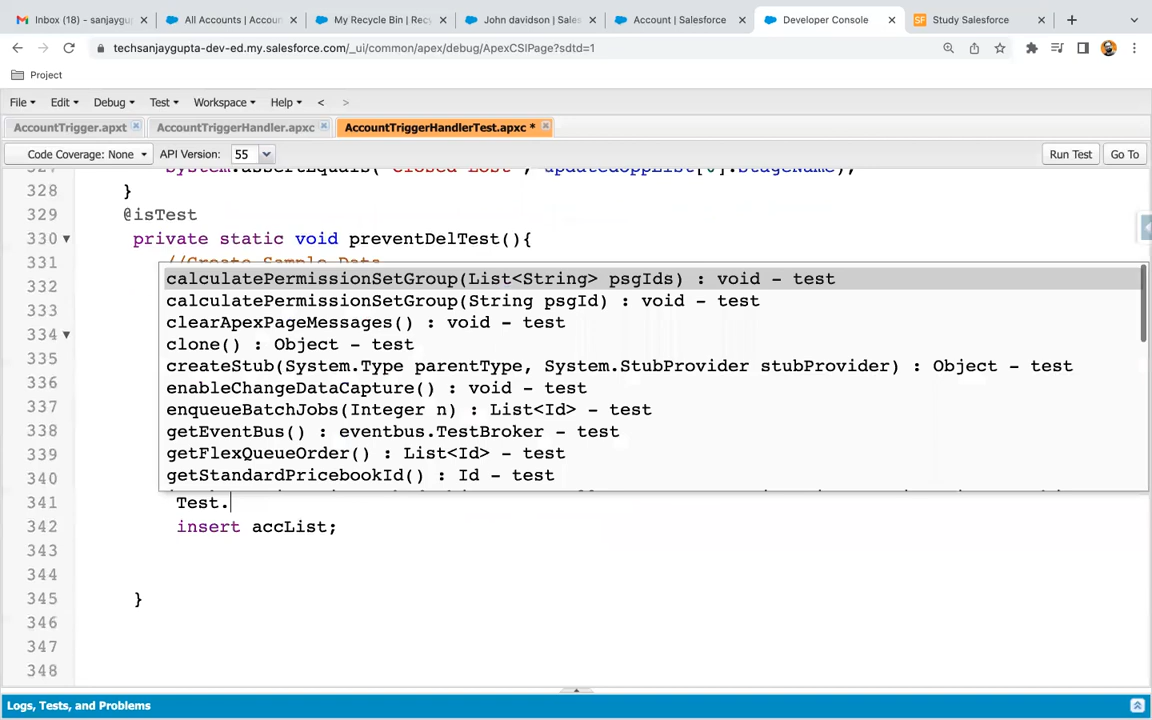 Inbox (18) - sanjaygu
All Accounts | Accoun
My Recycle Bin | Recy
John davidson | Sales
Account | Salesforce
Developer Console
Study Salesforce
techsanjaygupta-dev-ed.my.salesforce.com/_ui/common/apex/debug/ApexCSIPage?sdtd=1
Project
File Edit Debug Test Workspace Help < >
AccountTrigger.apxt
AccountTriggerHandler.apxc
AccountTriggerHandlerTest.apxc *
Code Coverage: None API Version: 55 Run Test Go To
327 System.assertEquals('Closed Lost', updatedOppList[0].StageName);
328 }
329 @isTest
330 private static void preventDelTest(){
331 //Create Sample Data
332 calculatePermissionSetGroup(List<String> psgIds) : void - test
calculatePermissionSetGroup(String psgId) : void - test
333 clearApexPageMessages() : void - test
334 clone() : Object - test
335 createStub(System.Type parentType, System.StubProvider stubProvider) : Object - test
336 enableChangeDataCapture() : void - test
337 enqueueBatchJobs(Integer n) : List<Id> - test
338 getEventBus() : eventbus.TestBroker - test
339 getFlexQueueOrder() : List<Id> - test
340 getStandardPricebookId() : Id - test
341 Test.
342 insert accList;
343
344
345 }
346
347
348
Logs, Tests, and Problems